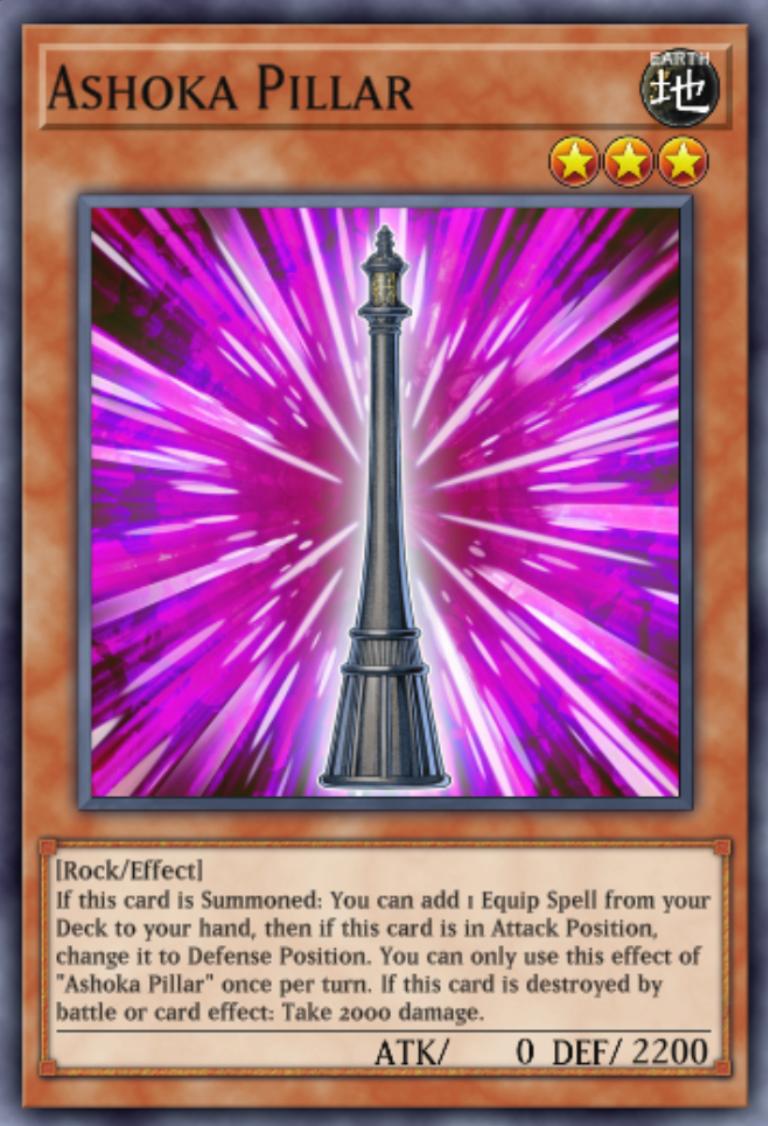 Ashoka Pillar
EARTH
地
[Rock/Effect]
If this card is Summoned: You can add 1 Equip Spell from your
Deck to your hand, then if this card is in Attack Position,
change it to Defense Position. You can only use this effect of
"Ashoka Pillar" once per turn. If this card is destroyed by
battle or card effect: Take 2000 damage.
ATK/ 0 DEF/ 2200